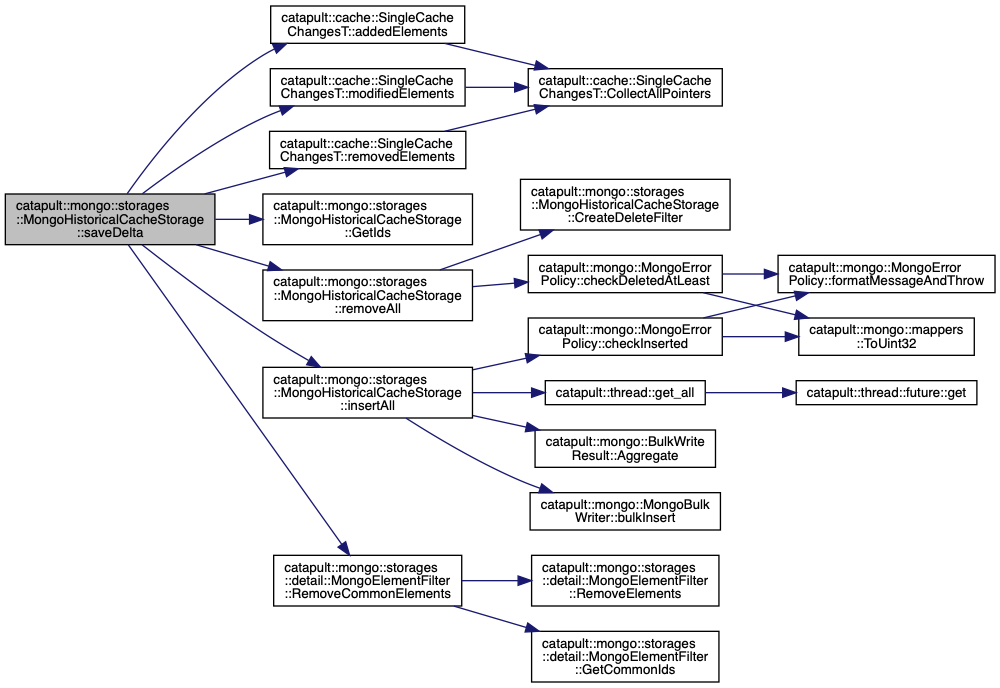 catapult::mongo::storages
::MongoHistoricalCacheStorage
::saveDelta
catapult::cache::SingleCache
ChangesT::addedElements
catapult::cache::SingleCache
ChangesT::modifiedElements
catapult::cache::SingleCache
ChangesT::removedElements
catapult::mongo::storages
::MongoHistoricalCacheStorage
::GetIds
catapult::mongo::storages
::MongoHistoricalCacheStorage
::removeAll
catapult::mongo::storages
::MongoHistoricalCacheStorage
::insertAll
catapult::mongo::storages
::detail::MongoElementFilter
::RemoveCommonElements
catapult::cache::SingleCache
ChangesT::CollectAllPointers
catapult::mongo::storages
::MongoHistoricalCacheStorage
::CreateDeleteFilter
catapult::mongo::MongoError
Policy::checkDeletedAtLeast
catapult::mongo::MongoError
Policy::checkInserted
catapult::thread::get_all
catapult::mongo::BulkWrite
Result::Aggregate
catapult::mongo::MongoBulk
Writer::bulkInsert
catapult::mongo::storages
::detail::MongoElementFilter
::RemoveElements
catapult::mongo::storages
::detail::MongoElementFilter
::GetCommonIds
catapult::mongo::MongoError
Policy::formatMessageAndThrow
catapult::mongo::mappers
::ToUint32
catapult::thread::future::get